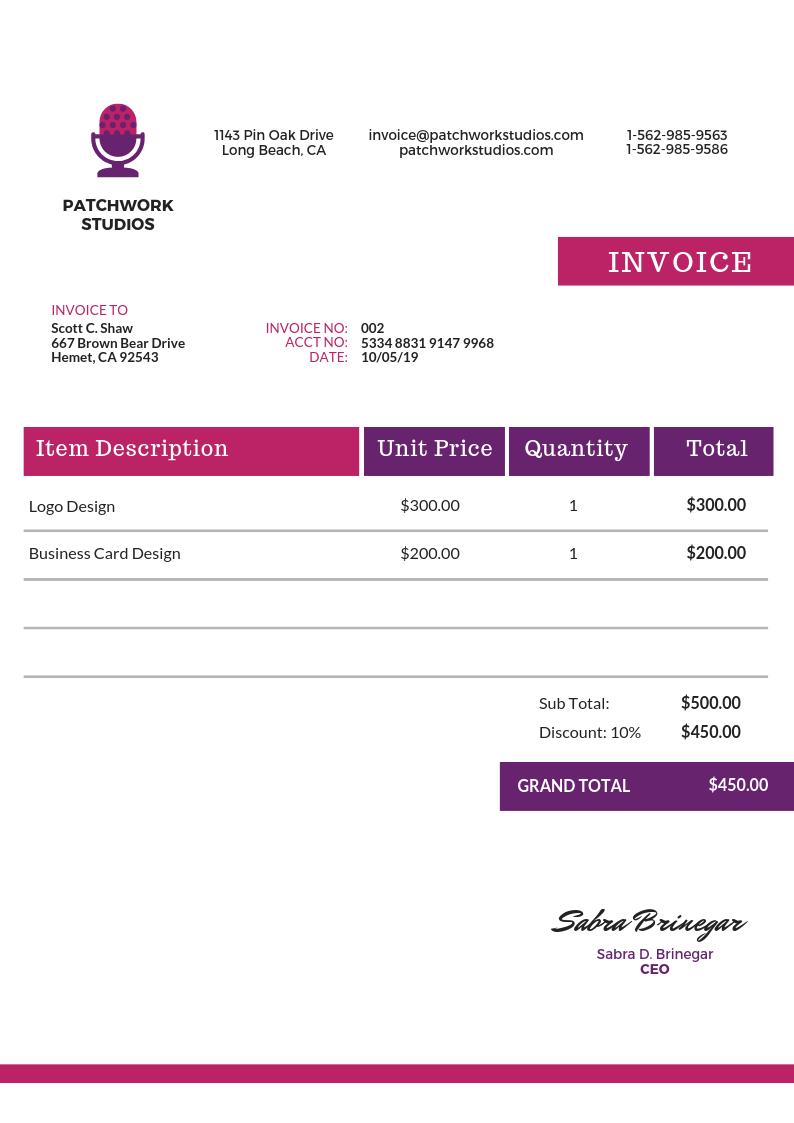 PATCHWORK
STUDIOS
1143 Pin Oak Drive
Long Beach, CA
invoice@patchworkstudios.com
patchworkstudios.com
1-562-985-9563
1-562-985-9586
INVOICE
INVOICE TO
Scott C. Shaw
667 Brown Bear Drive
Hemet, CA 92543
INVOICE NO: 002
ACCT NO: 5334 8831 9147 9968
DATE: 10/05/19
Item Description Unit Price Quantity Total
Logo Design $300.00 1 $300.00
Business Card Design $200.00 1 $200.00
Sub Total: $500.00
Discount: 10% $450.00
GRAND TOTAL $450.00
Sabra Brinegar
Sabra D. Brinegar
CEO